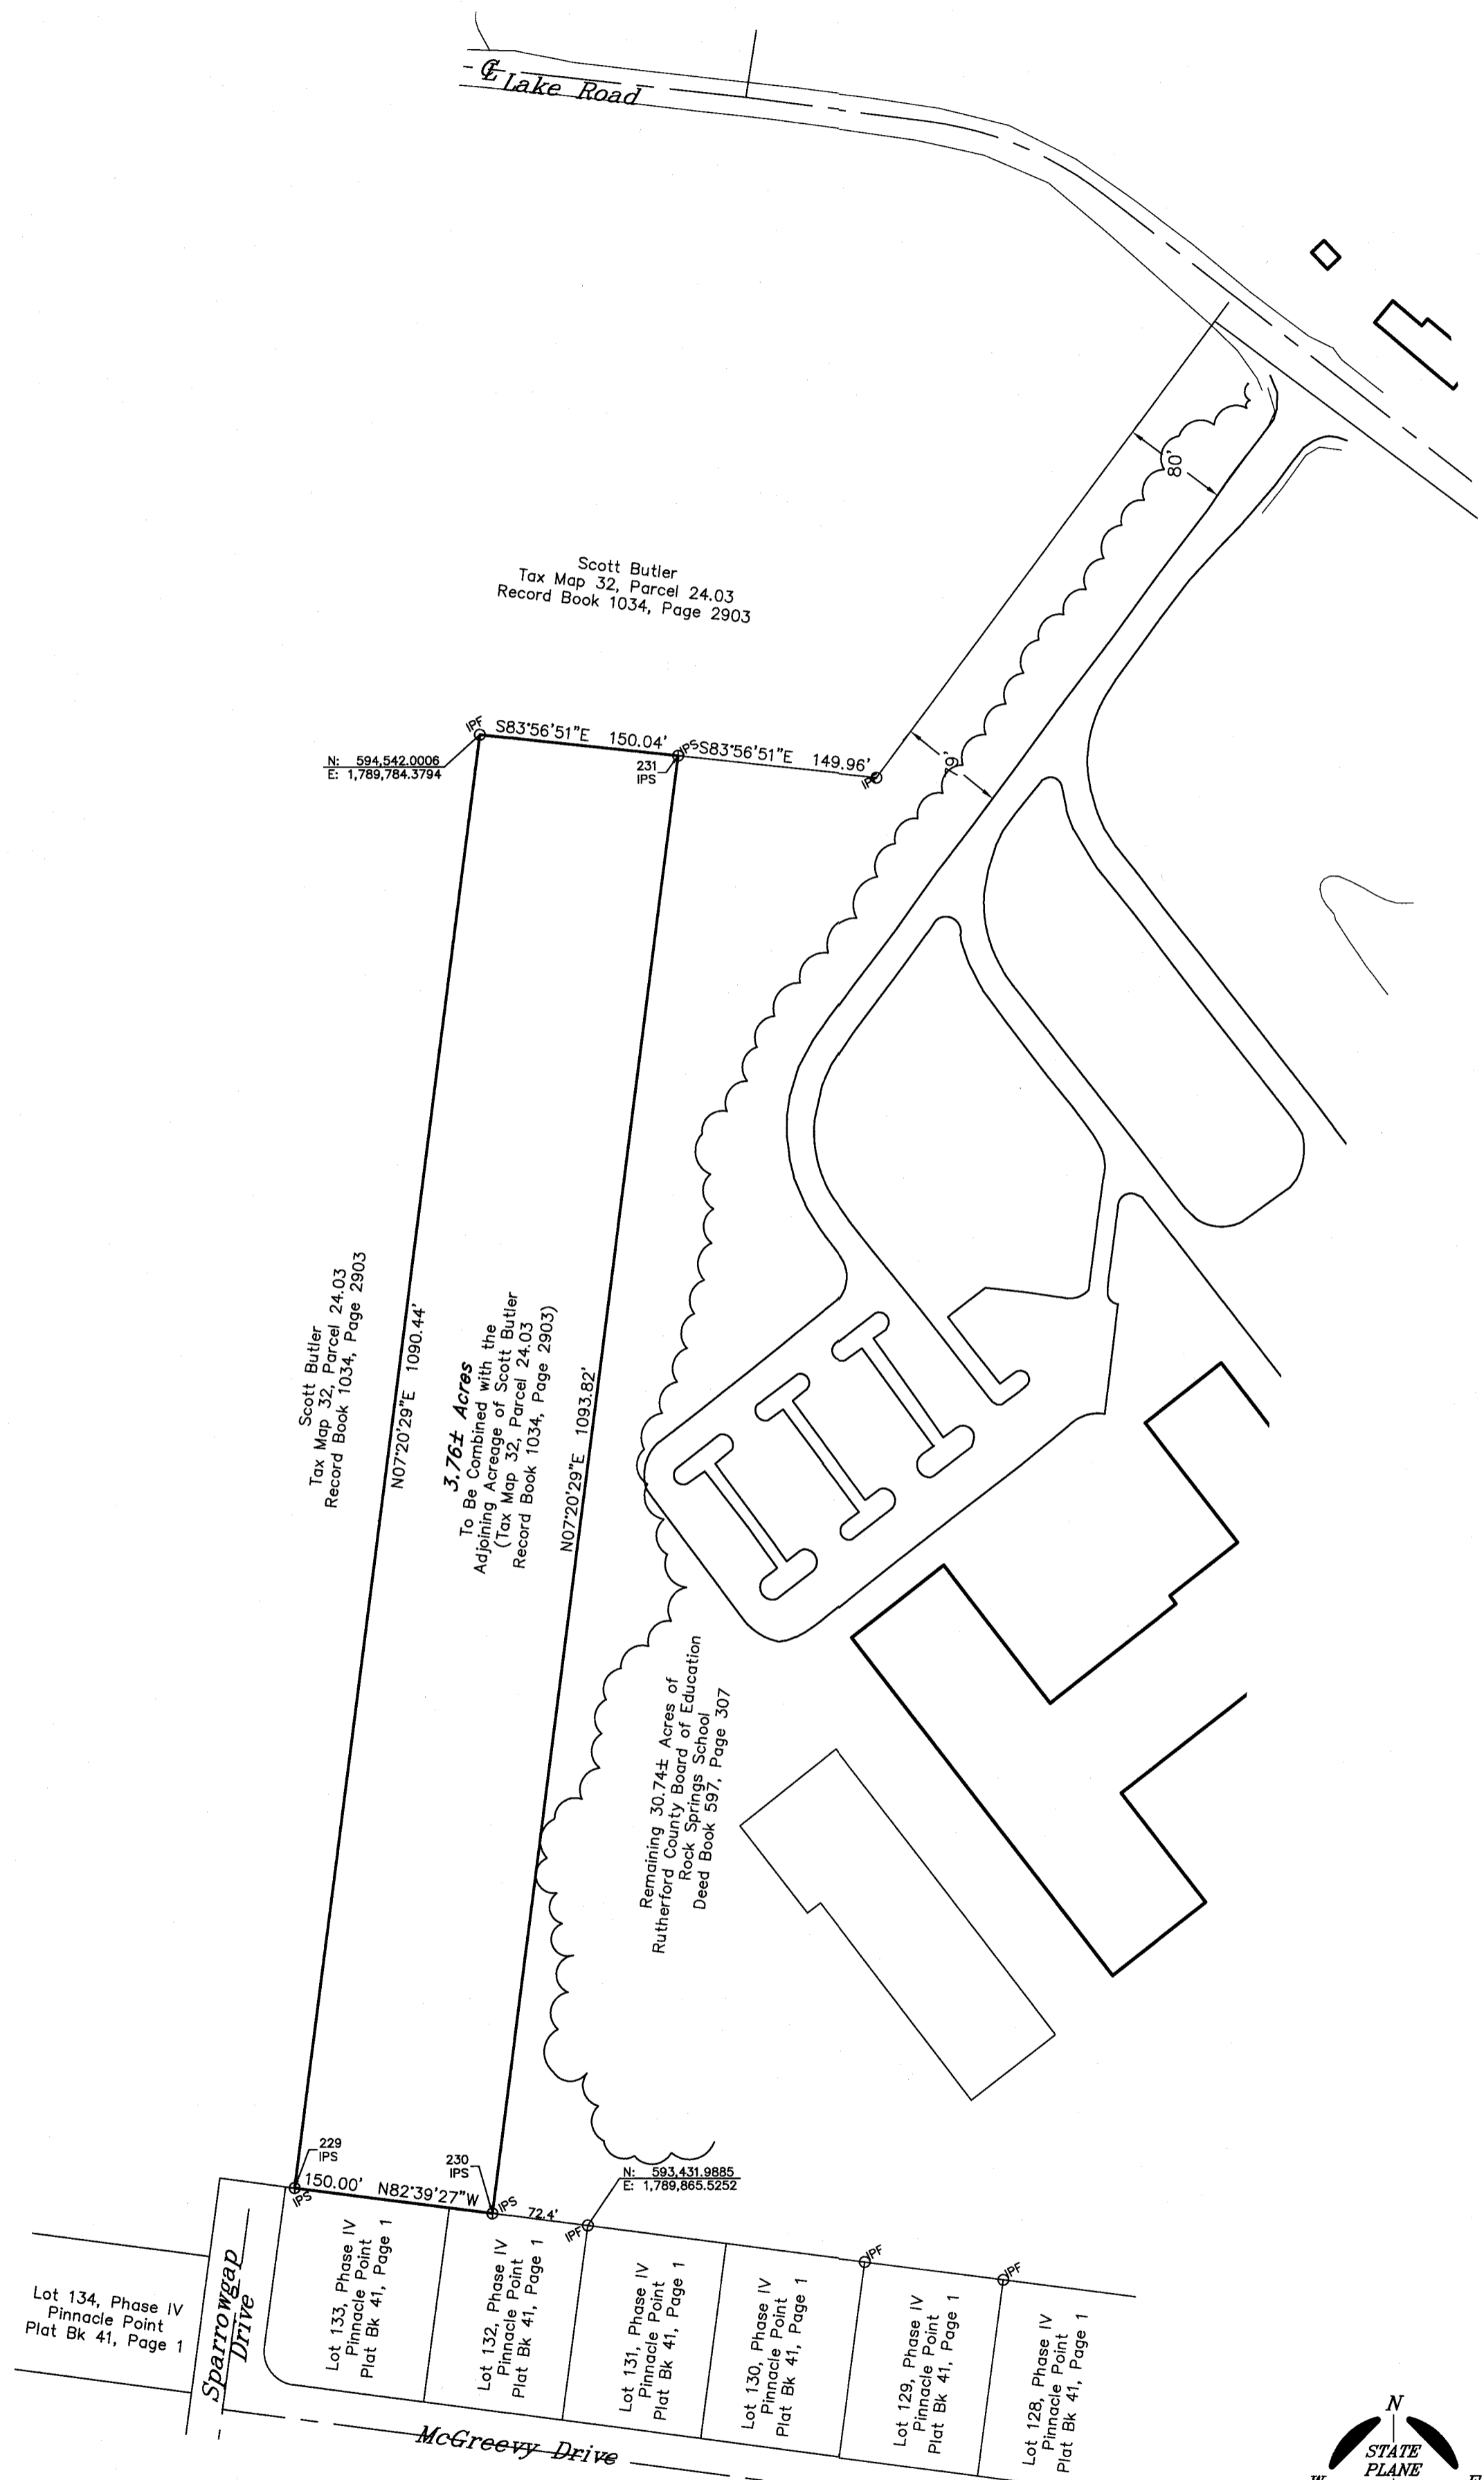 ℄ Lake Road
80'
Scott Butler
Tax Map 32, Parcel 24.03
Record Book 1034, Page 2903
IPF
S83°56'51"E 150.04'
IPS
S83°56'51"E 149.96'
IPF
79'
N: 594,542.0006
E: 1,789,784.3794
231
IPS
Scott Butler
Tax Map 32, Parcel 24.03
Record Book 1034, Page 2903
N07°20'29"E 1090.44'
3.76± Acres
To Be Combined with the
Adjoining Acreage of Scott Butler
(Tax Map 32, Parcel 24.03
Record Book 1034, Page 2903)
N07°20'29"E 1093.82'
Remaining 30.74± Acres of
Rutherford County Board of Education
Rock Springs School
Deed Book 597, Page 307
229
IPS
230
IPS
N: 593,431.9885
E: 1,789,865.5252
150.00' N82°39'27"W
IPS
IPS
72.4'
IPF
IPF
IPF
Lot 134, Phase IV
Pinnacle Point
Plat Bk 41, Page 1
Sparrowgap
Drive
Lot 133, Phase IV
Pinnacle Point
Plat Bk 41, Page 1
Lot 132, Phase IV
Pinnacle Point
Plat Bk 41, Page 1
Lot 131, Phase IV
Pinnacle Point
Plat Bk 41, Page 1
Lot 130, Phase IV
Pinnacle Point
Plat Bk 41, Page 1
Lot 129, Phase IV
Pinnacle Point
Plat Bk 41, Page 1
Lot 128, Phase IV
Pinnacle Point
Plat Bk 41, Page 1
McGreevy Drive
N
STATE
PLANE